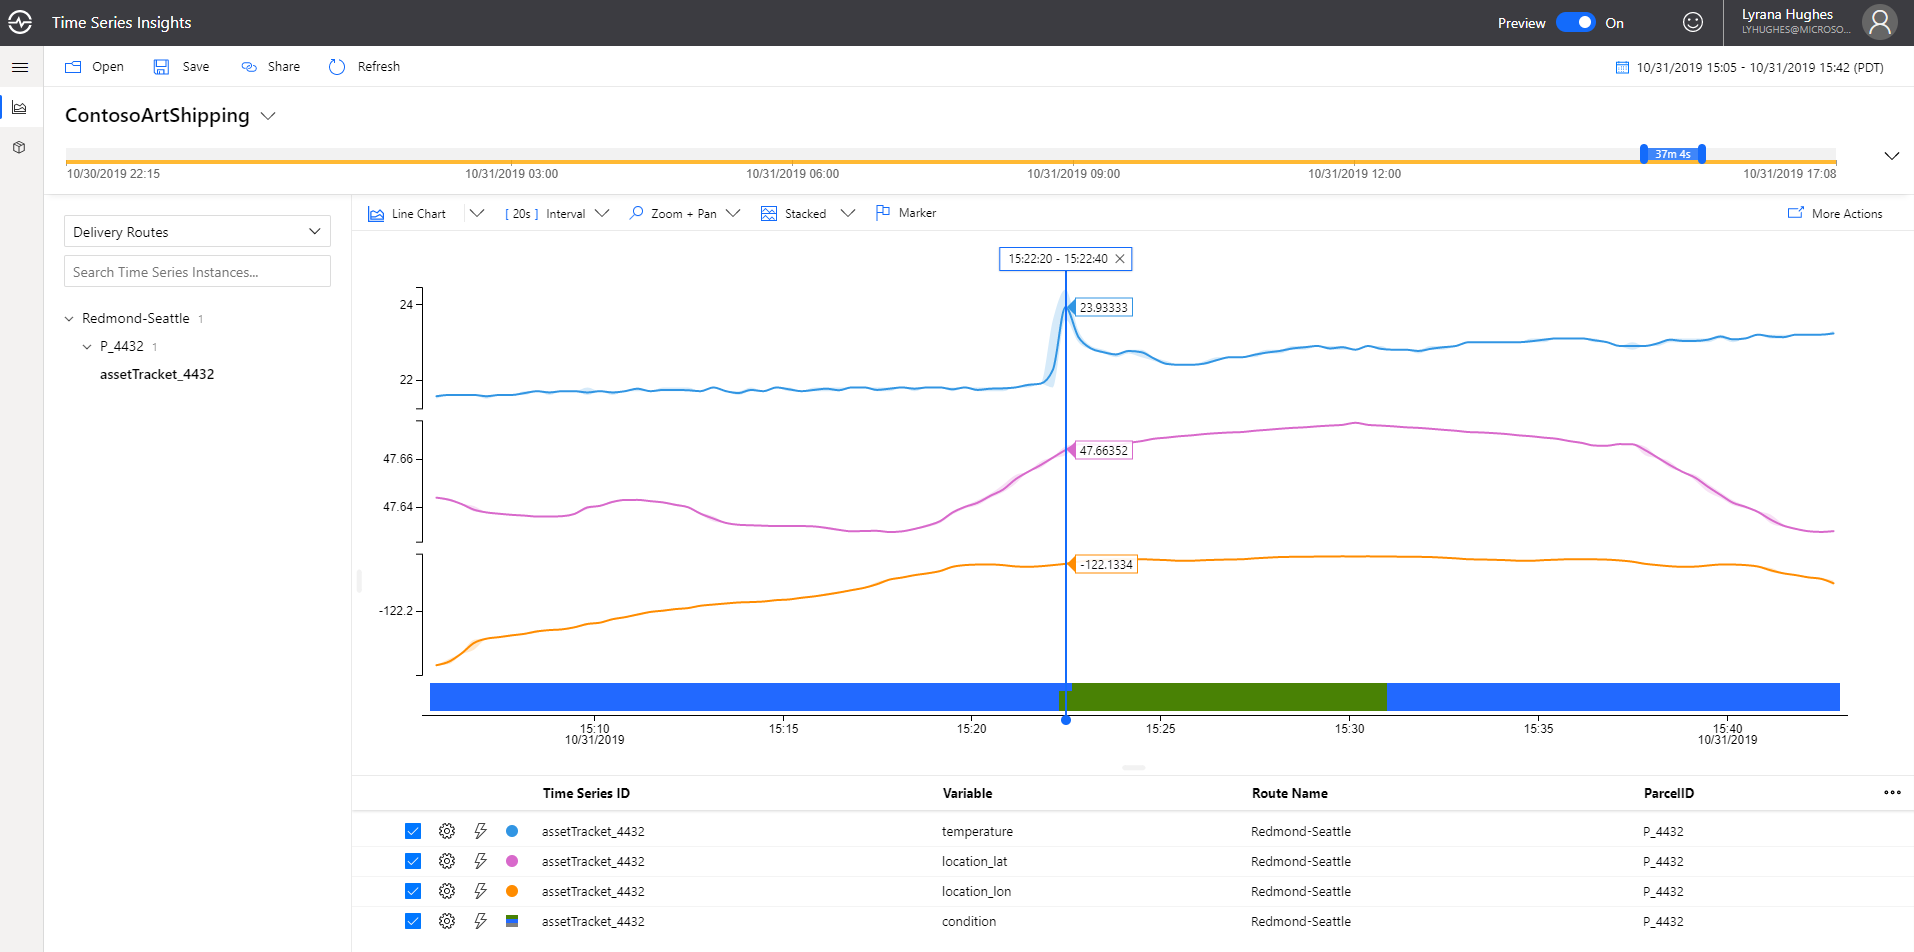 Time Series Insights
Preview On
Lyrana Hughes
LYHUGHES@MICROSO...
Open Save Share Refresh
10/31/2019 15:05 - 10/31/2019 15:42 (PDT)
ContosoArtShipping
37m 4s
10/30/2019 22:15 10/31/2019 03:00 10/31/2019 06:00 10/31/2019 09:00 10/31/2019 12:00 10/31/2019 17:08
Delivery Routes
Search Time Series Instances...
Redmond-Seattle 1
P_4432 1
assetTracket_4432
Line Chart [ 20s ] Interval Zoom + Pan Stacked Marker More Actions
15:22:20 - 15:22:40
24
23.93333
22
47.66352
47.66
47.64
-122.1334
-122.2
15:10 15:15 15:20 15:25 15:30 15:35 15:40
10/31/2019 10/31/2019
Time Series ID Variable Route Name ParcelID
assetTracket_4432 temperature Redmond-Seattle P_4432
assetTracket_4432 location_lat Redmond-Seattle P_4432
assetTracket_4432 location_lon Redmond-Seattle P_4432
assetTracket_4432 condition Redmond-Seattle P_4432